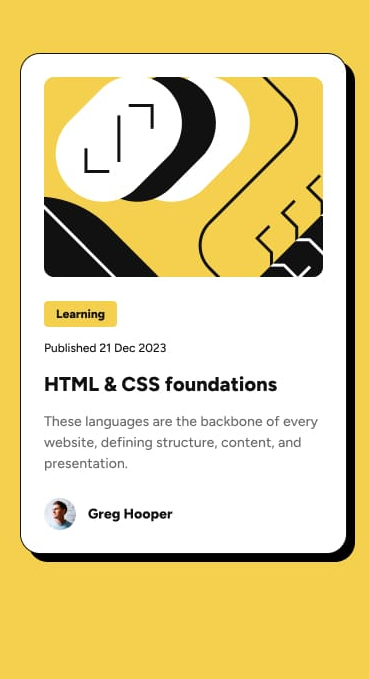 Learning
Published 21 Dec 2023
HTML & CSS foundations
These languages are the backbone of every
website, defining structure, content, and
presentation.
Greg Hooper